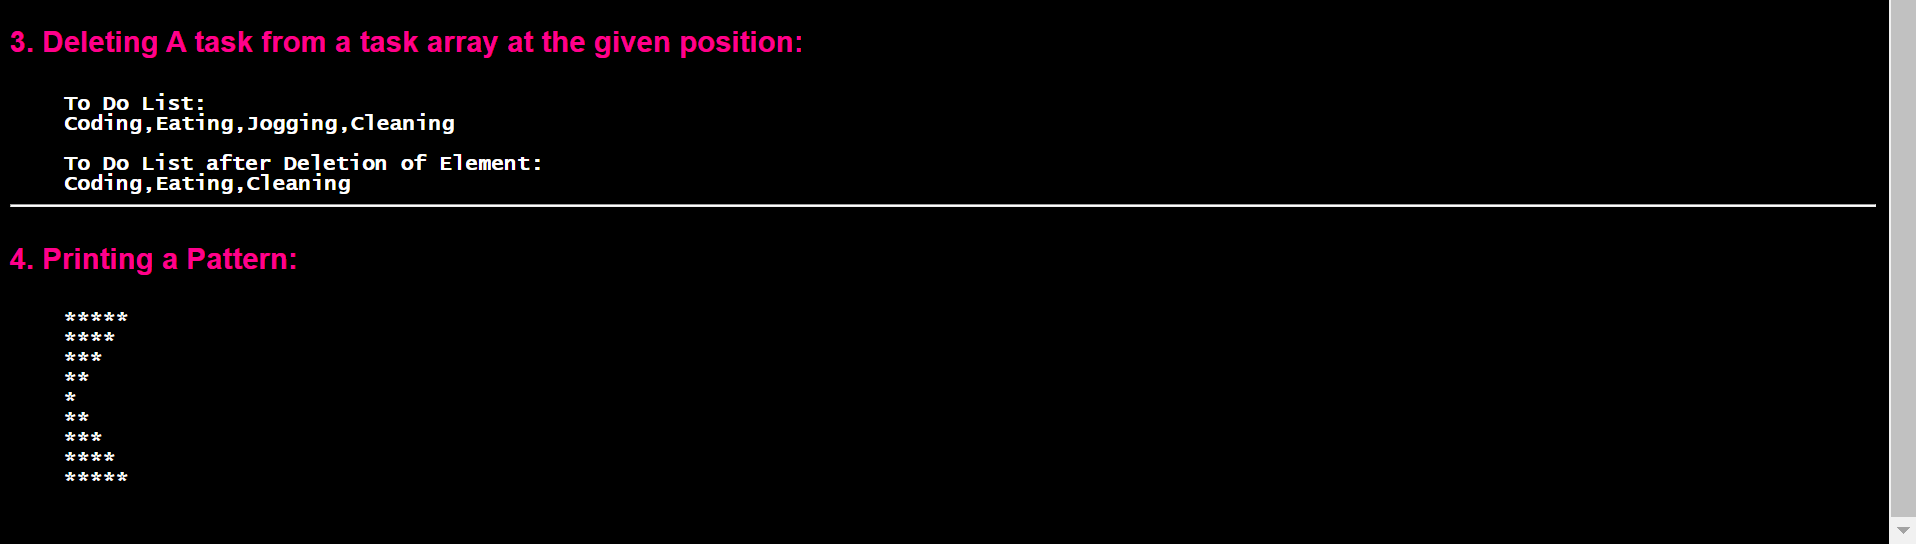 3. Deleting A task from a task array at the given position:
To Do List:
Coding,Eating,Jogging,Cleaning
To Do List after Deletion of Element:
Coding,Eating,Cleaning
4. Printing a Pattern:
*****
****
***
**
*
**
***
****
*****